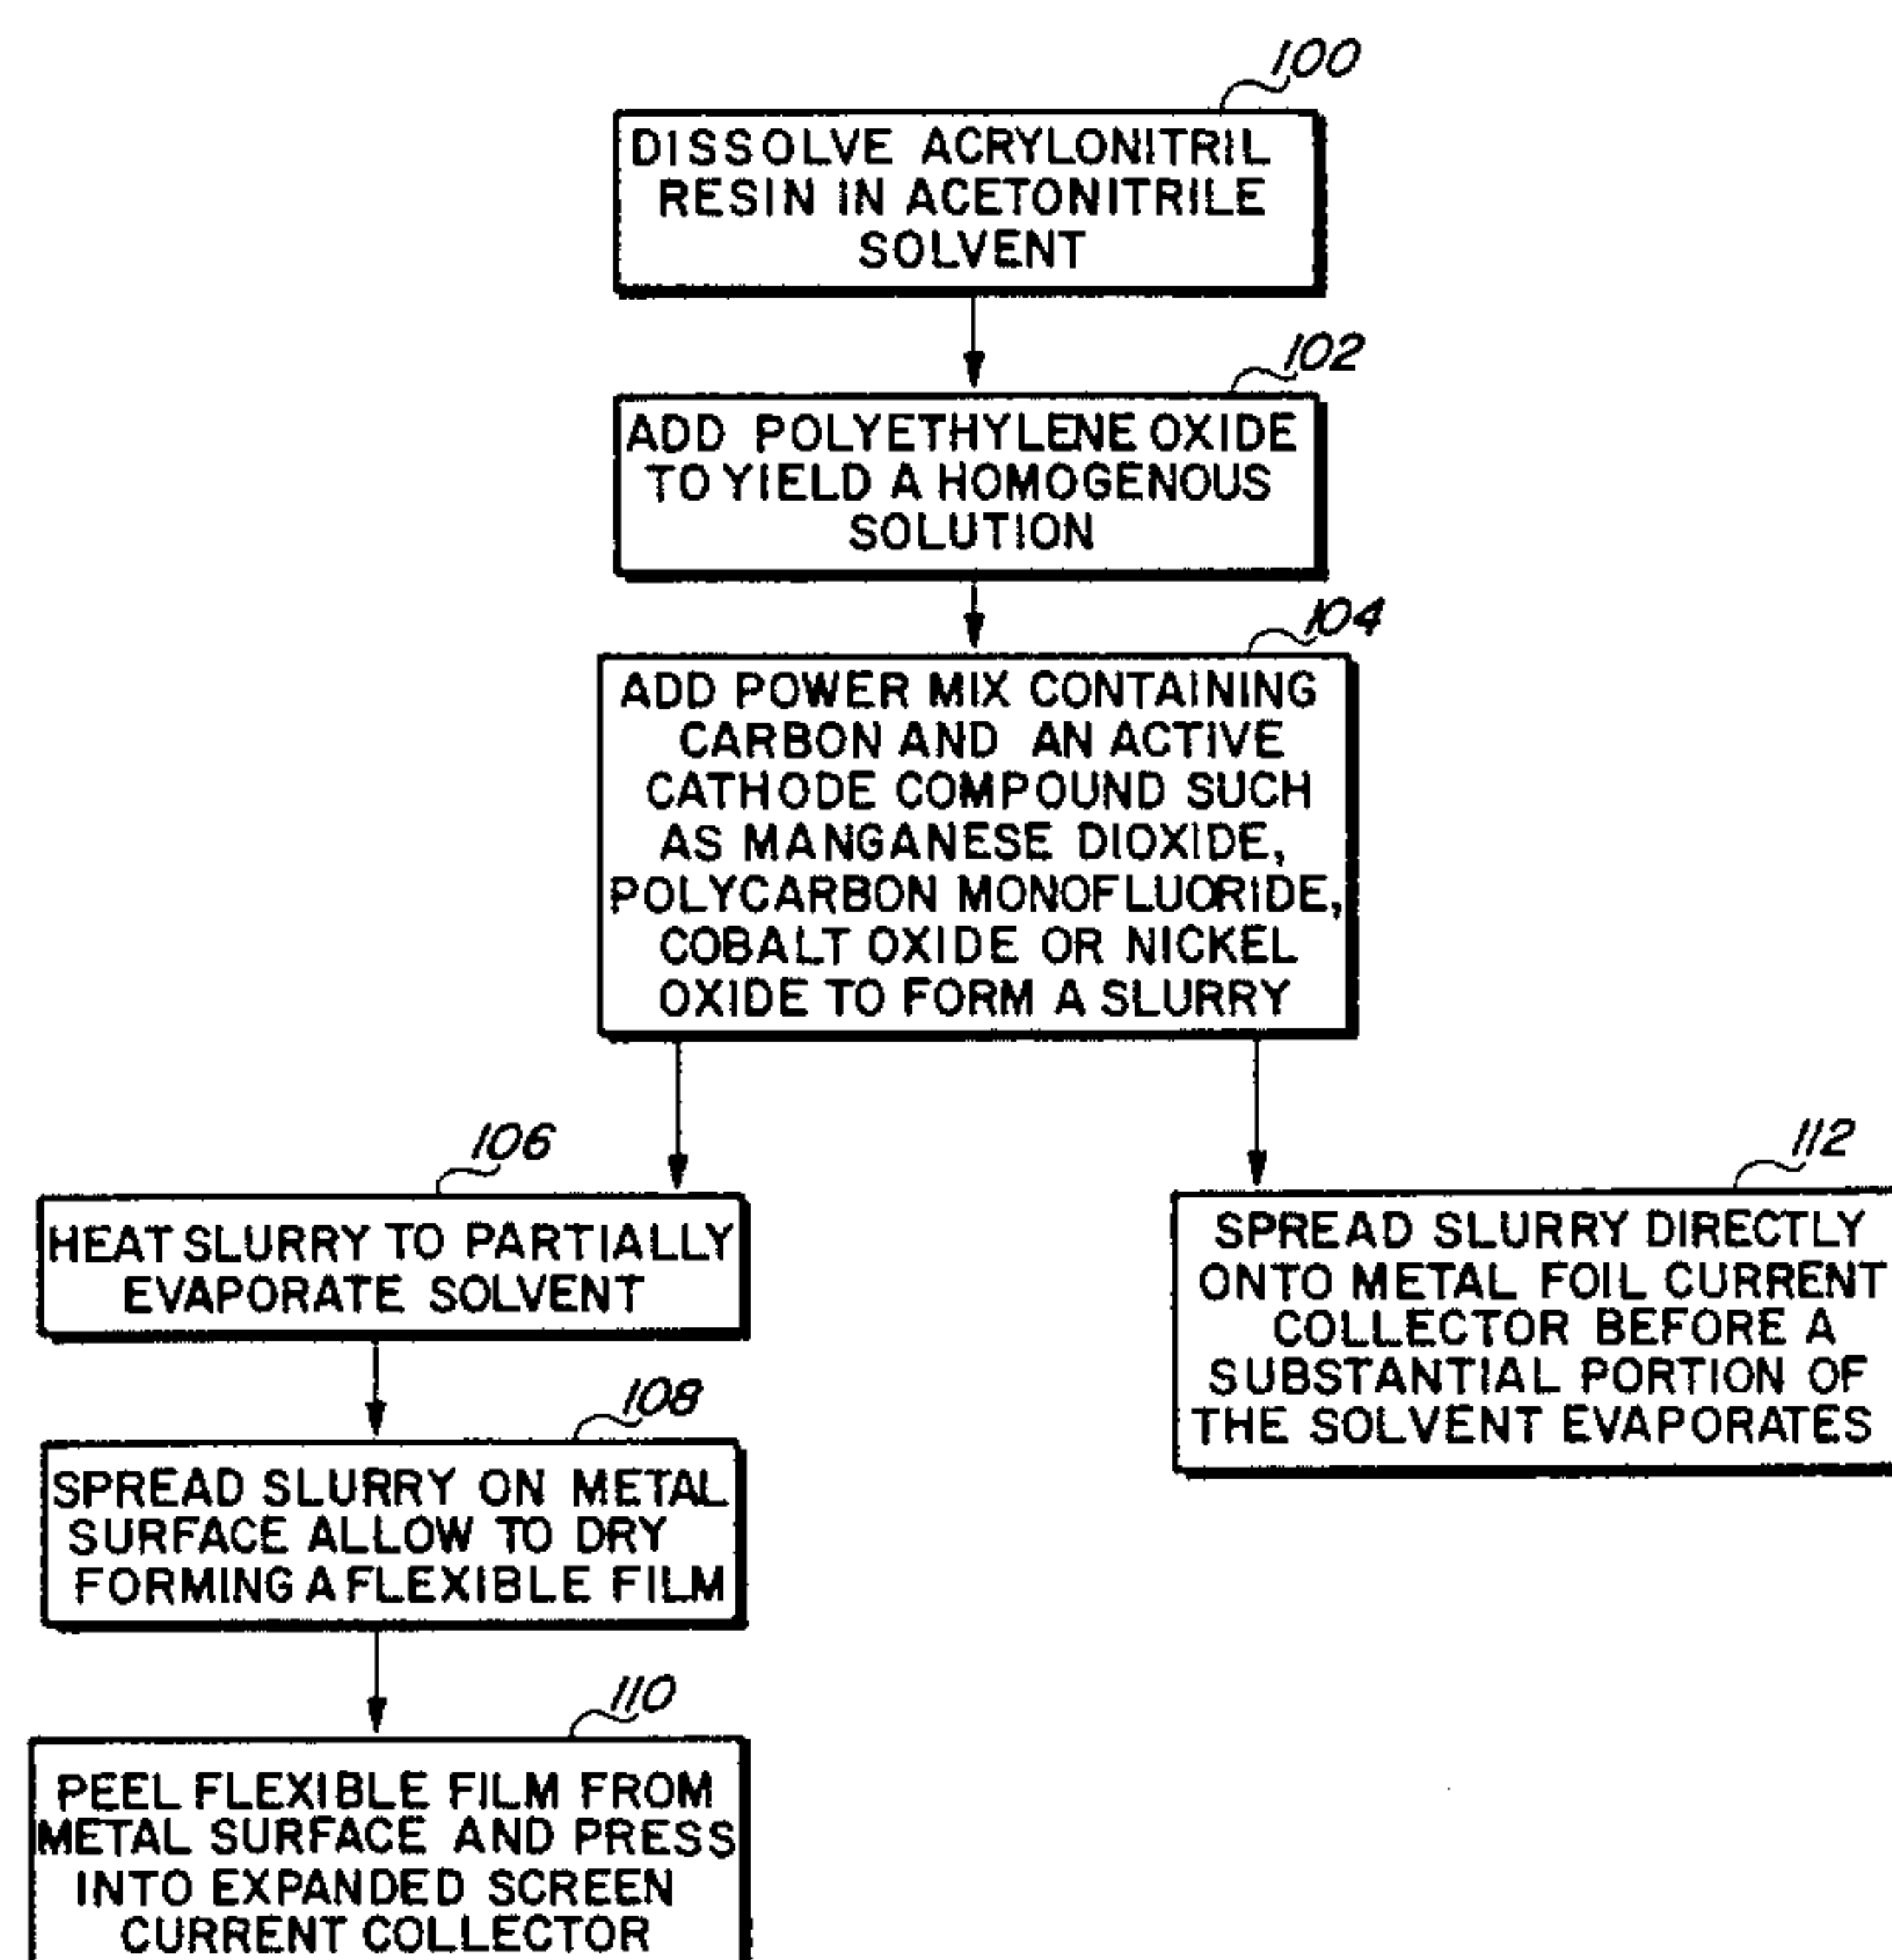 100
DISSOLVE ACRYLONITRIL
RESIN IN ACETONITRILE
SOLVENT
102
ADD POLYETHYLENE OXIDE
TO YIELD A HOMOGENOUS
SOLUTION
104
ADD POWER MIX CONTAINING
CARBON AND AN ACTIVE
CATHODE COMPOUND SUCH
AS MANGANESE DIOXIDE,
POLYCARBON MONOFLUORIDE,
COBALT OXIDE OR NICKEL
OXIDE TO FORM A SLURRY
106
HEAT SLURRY TO PARTIALLY
EVAPORATE SOLVENT
108
SPREAD SLURRY ON METAL
SURFACE ALLOW TO DRY
FORMING A FLEXIBLE FILM
110
PEEL FLEXIBLE FILM FROM
METAL SURFACE AND PRESS
INTO EXPANDED SCREEN
CURRENT COLLECTOR
112
SPREAD SLURRY DIRECTLY
ONTO METAL FOIL CURRENT
COLLECTOR BEFORE A
SUBSTANTIAL PORTION OF
THE SOLVENT EVAPORATES